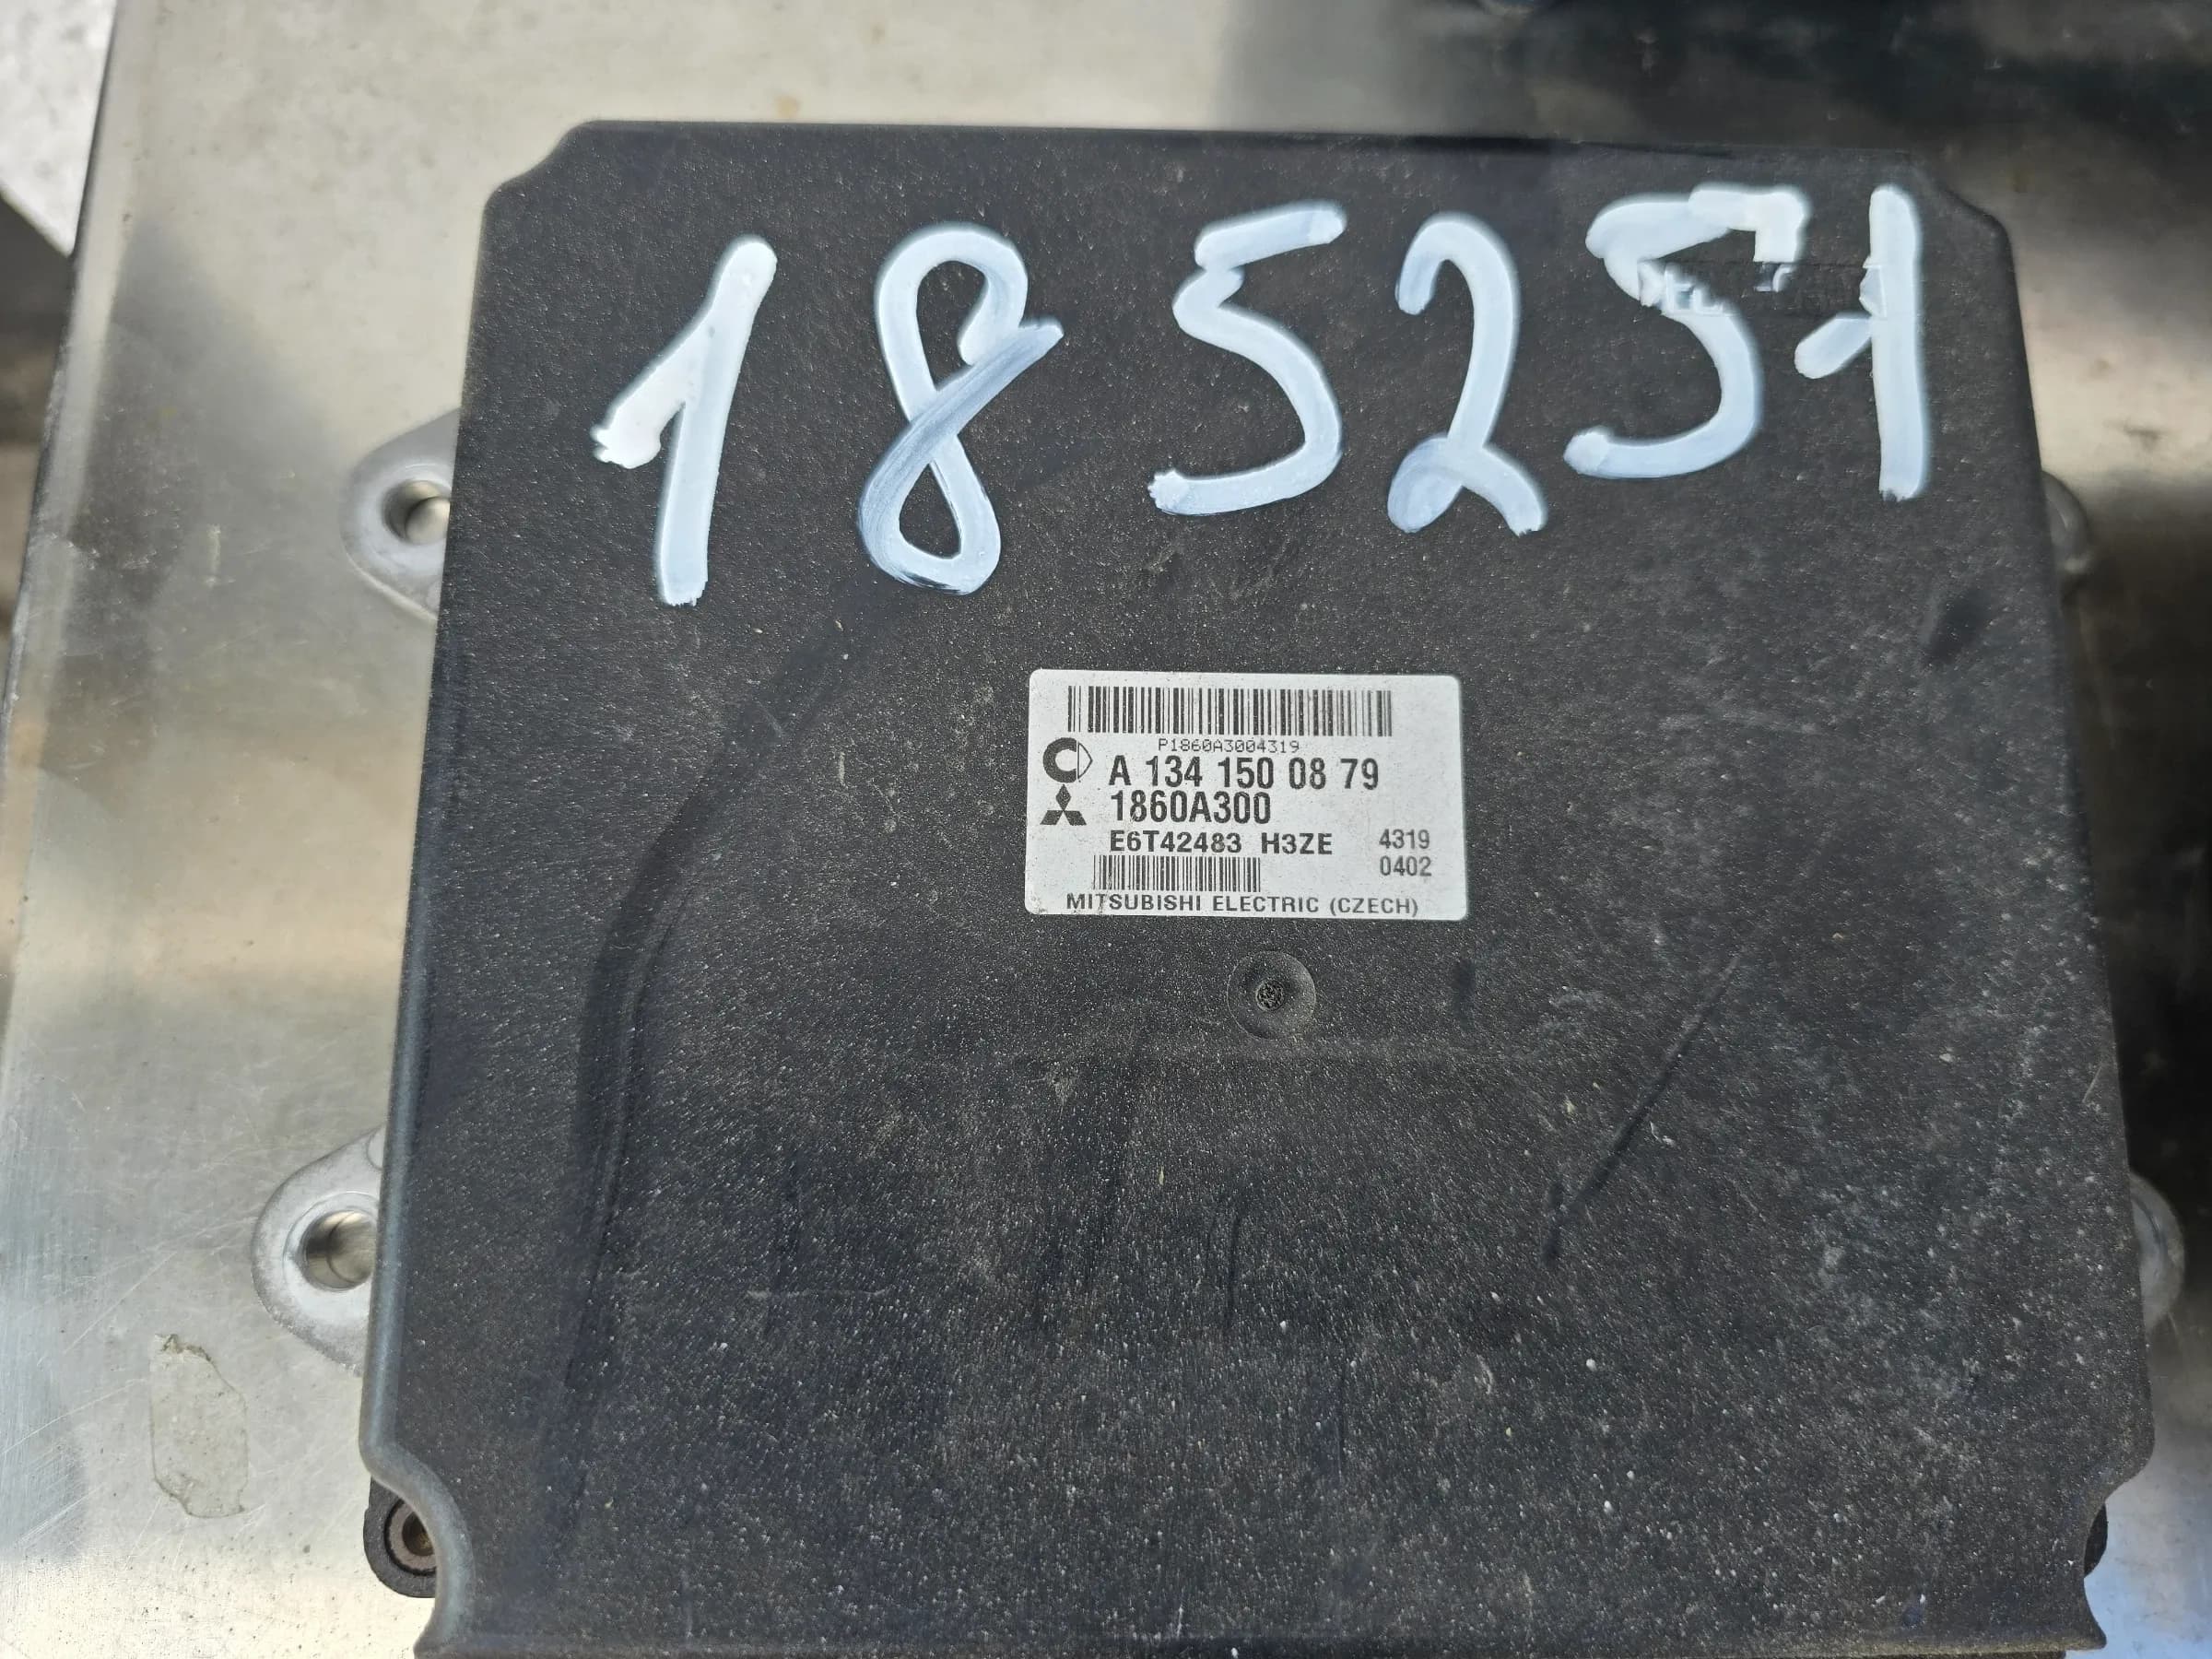 185251
P1860A3004319
A 134 150 08 79
1860A300
E6T42483 H3ZE 4319
0402
MITSUBISHI ELECTRIC (CZECH)